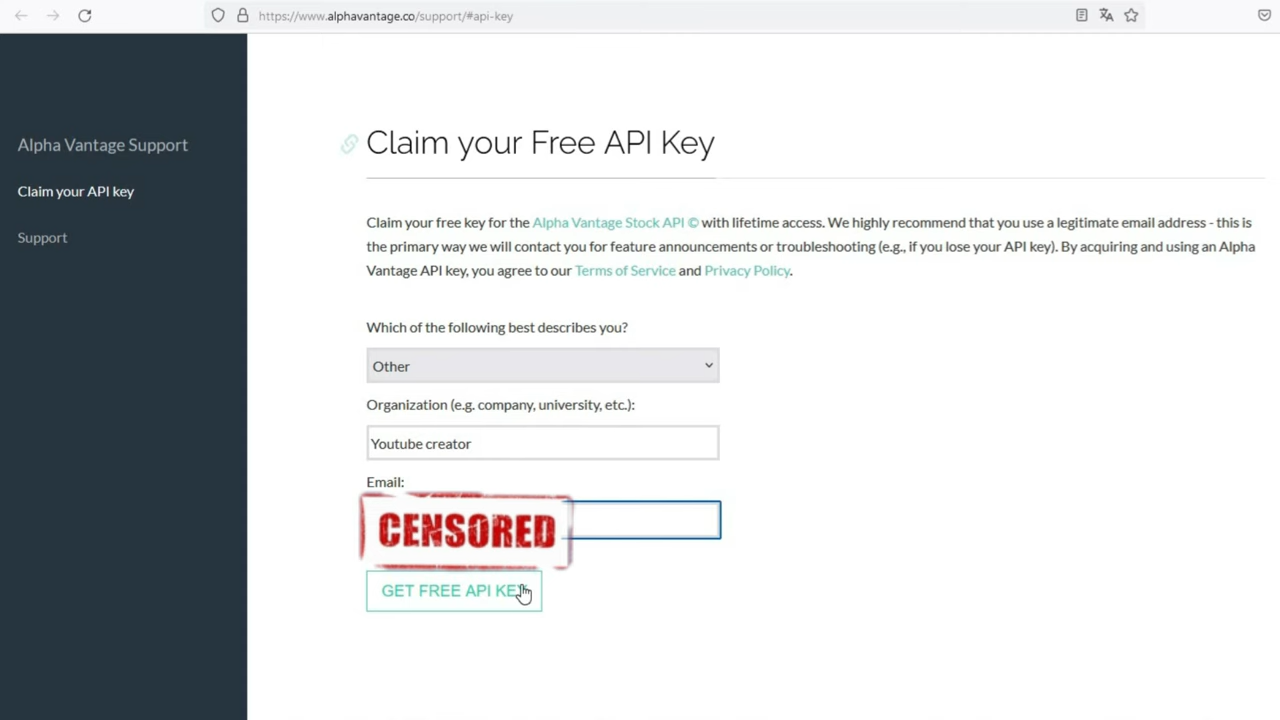 https://www.alphavantage.co/support/#api-key
Alpha Vantage Support
Claim your API key
Support
Claim your Free API Key
Claim your free key for the Alpha Vantage Stock API © with lifetime access. We highly recommend that you use a legitimate email address - this is
the primary way we will contact you for feature announcements or troubleshooting (e.g., if you lose your API key). By acquiring and using an Alpha
Vantage API key, you agree to our Terms of Service and Privacy Policy.
Which of the following best describes you?
Other
Organization (e.g. company, university, etc.):
Youtube creator
Email:
CENSORED
GET FREE API KEY